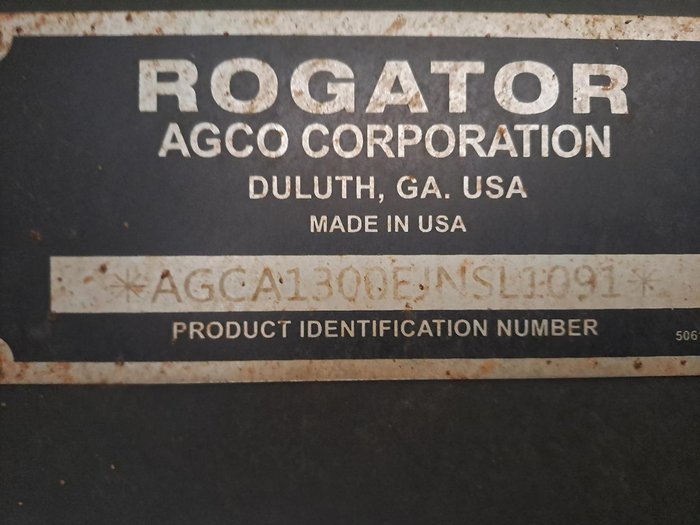 ROGATOR
AGCO CORPORATION
DULUTH, GA. USA
MADE IN USA
*AGCA1300EJNSL1091*
PRODUCT IDENTIFICATION NUMBER
506